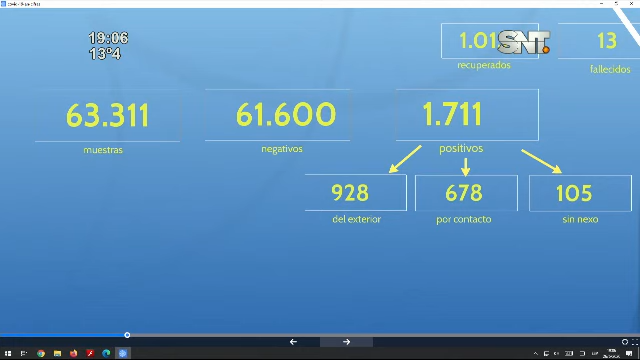 19:06
13°4
1.01
SNT.
13
recuperados
fallecidos
63.311
61.600
1.711
muestras
negativos
positivos
928
678
105
del exterior
por contacto
sin nexo